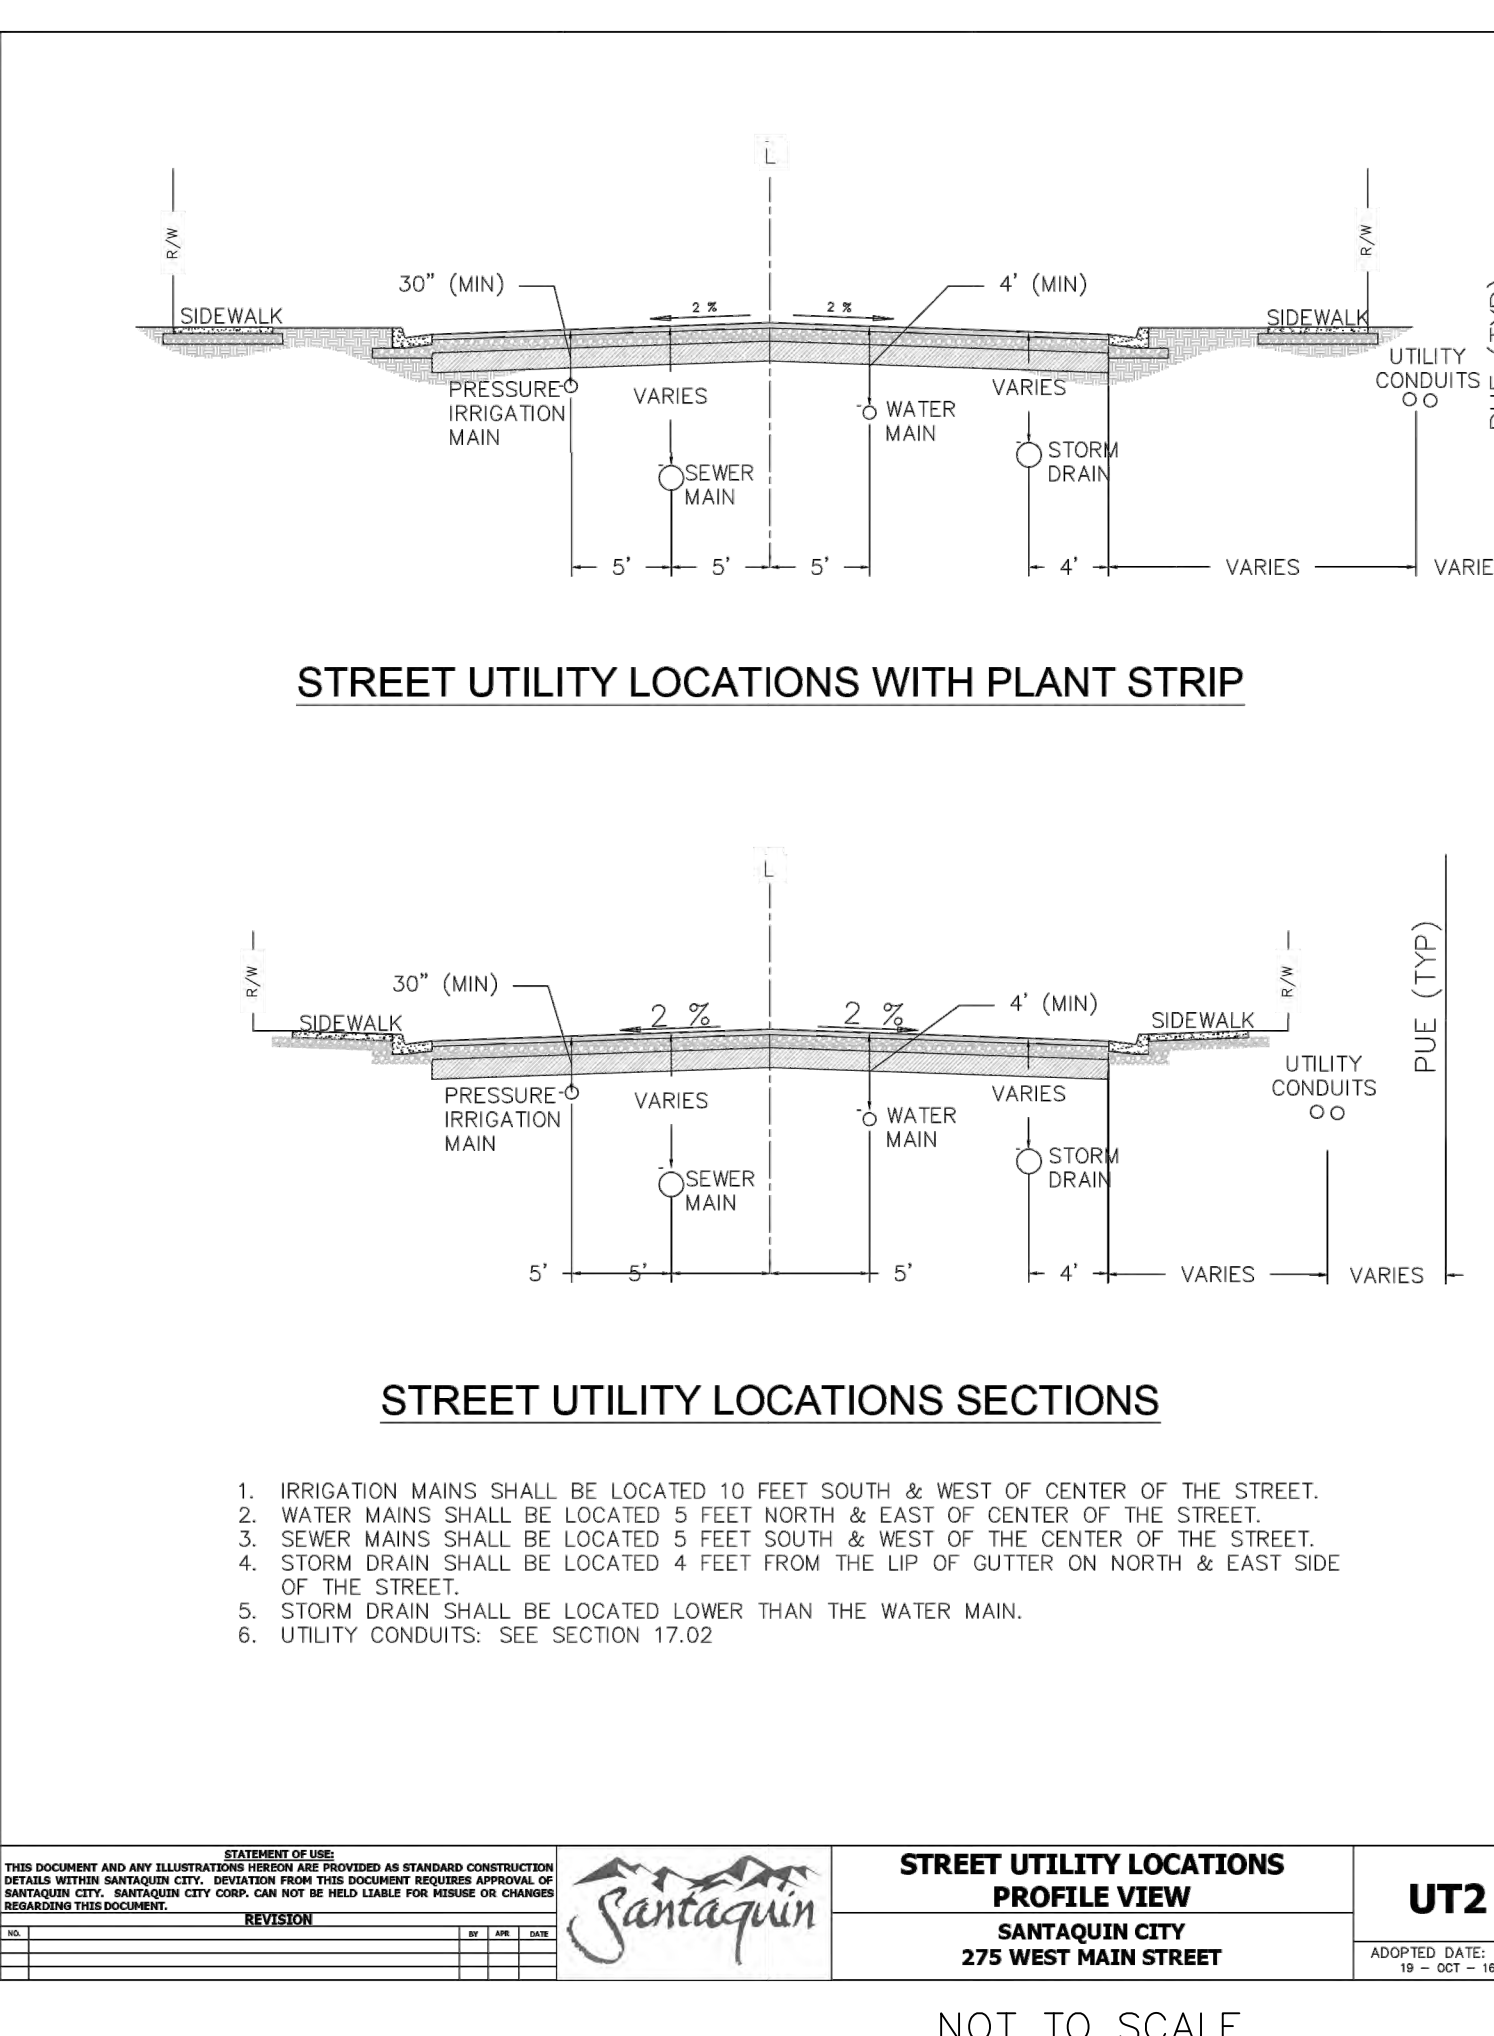 L
R/W
R/W
30" (MIN)
4' (MIN)
2 %
2 %
SIDEWALK
SIDEWALK
PUE (TYP)
UTILITY
CONDUITS
PRESSURE
IRRIGATION
MAIN
VARIES
WATER
MAIN
VARIES
SEWER
MAIN
STORM
DRAIN
5'
5'
5'
4'
VARIES
VARIE
STREET UTILITY LOCATIONS WITH PLANT STRIP
L
R/W
R/W
PUE (TYP)
30" (MIN)
4' (MIN)
2 %
2 %
SIDEWALK
SIDEWALK
UTILITY
CONDUITS
PRESSURE
IRRIGATION
MAIN
VARIES
WATER
MAIN
VARIES
SEWER
MAIN
STORM
DRAIN
5'
5'
5'
4'
VARIES
VARIES
STREET UTILITY LOCATIONS SECTIONS
1. IRRIGATION MAINS SHALL BE LOCATED 10 FEET SOUTH & WEST OF CENTER OF THE STREET.
2. WATER MAINS SHALL BE LOCATED 5 FEET NORTH & EAST OF CENTER OF THE STREET.
3. SEWER MAINS SHALL BE LOCATED 5 FEET SOUTH & WEST OF THE CENTER OF THE STREET.
4. STORM DRAIN SHALL BE LOCATED 4 FEET FROM THE LIP OF GUTTER ON NORTH & EAST SIDE
OF THE STREET.
5. STORM DRAIN SHALL BE LOCATED LOWER THAN THE WATER MAIN.
6. UTILITY CONDUITS: SEE SECTION 17.02
STATEMENT OF USE:
THIS DOCUMENT AND ANY ILLUSTRATIONS HEREON ARE PROVIDED AS STANDARD CONSTRUCTION
DETAILS WITHIN SANTAQUIN CITY. DEVIATION FROM THIS DOCUMENT REQUIRES APPROVAL OF
SANTAQUIN CITY. SANTAQUIN CITY CORP. CAN NOT BE HELD LIABLE FOR MISUSE OR CHANGES
REGARDING THIS DOCUMENT.
REVISION
NO. BY APR DATE
Santaquin
STREET UTILITY LOCATIONS
PROFILE VIEW
SANTAQUIN CITY
275 WEST MAIN STREET
UT2
ADOPTED DATE:
19 - OCT - 16
NOT TO SCALE